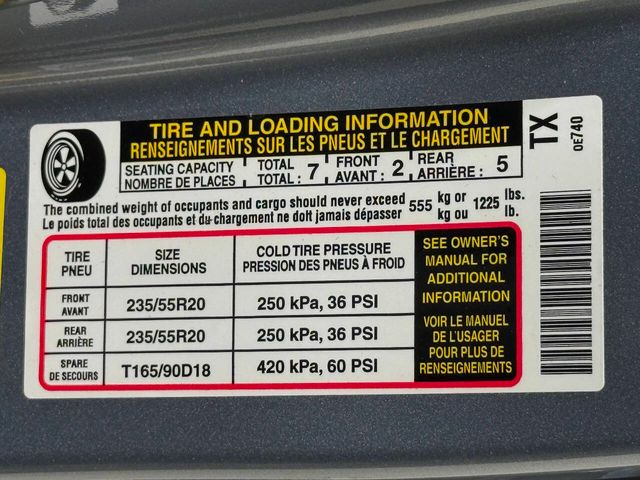 TIRE AND LOADING INFORMATION
RENSEIGNEMENTS SUR LES PNEUS ET LE CHARGEMENT
SEATING CAPACITY TOTAL FRONT REAR
NOMBRE DE PLACES TOTAL : 7 AVANT : 2 ARRIÈRE : 5
The combined weight of occupants and cargo should never exceed 555 kg or 1225 lbs.
Le poids total des occupants et du chargement ne doit jamais dépasser kg ou lb.
TIRE SIZE COLD TIRE PRESSURE
PNEU DIMENSIONS PRESSION DES PNEUS À FROID
FRONT
AVANT 235/55R20 250 kPa, 36 PSI
REAR
ARRIÈRE 235/55R20 250 kPa, 36 PSI
SPARE
DE SECOURS T165/90D18 420 kPa, 60 PSI
SEE OWNER'S
MANUAL FOR
ADDITIONAL
INFORMATION
VOIR LE MANUEL
DE L'USAGER
POUR PLUS DE
RENSEIGNEMENTS
TX
0E740